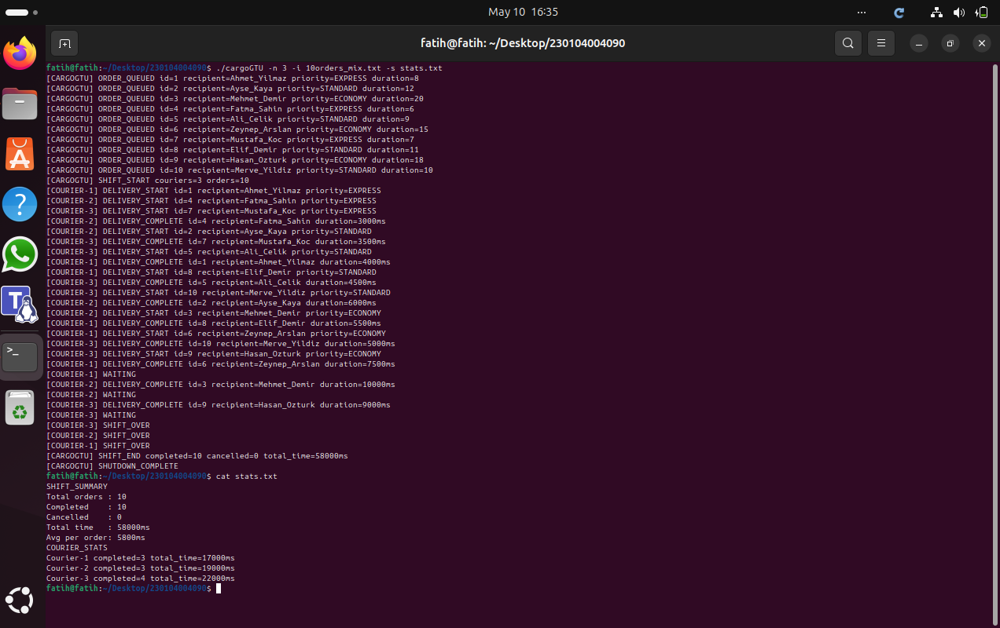 May 10 16:35
fatih@fatih: ~/Desktop/230104004090
fatih@fatih:~/Desktop/230104004090$ ./cargoGTU -n 3 -i 10orders_mix.txt -s stats.txt
[CARGOGTU] ORDER_QUEUED id=1 recipient=Ahmet_Yilmaz priority=EXPRESS duration=8
[CARGOGTU] ORDER_QUEUED id=2 recipient=Ayse_Kaya priority=STANDARD duration=12
[CARGOGTU] ORDER_QUEUED id=3 recipient=Mehmet_Demir priority=ECONOMY duration=20
[CARGOGTU] ORDER_QUEUED id=4 recipient=Fatma_Sahin priority=EXPRESS duration=6
[CARGOGTU] ORDER_QUEUED id=5 recipient=Ali_Celik priority=STANDARD duration=9
[CARGOGTU] ORDER_QUEUED id=6 recipient=Zeynep_Arslan priority=ECONOMY duration=15
[CARGOGTU] ORDER_QUEUED id=7 recipient=Mustafa_Koc priority=EXPRESS duration=7
[CARGOGTU] ORDER_QUEUED id=8 recipient=Elif_Demir priority=STANDARD duration=11
[CARGOGTU] ORDER_QUEUED id=9 recipient=Hasan_Ozturk priority=ECONOMY duration=18
[CARGOGTU] ORDER_QUEUED id=10 recipient=Merve_Yildiz priority=STANDARD duration=10
[CARGOGTU] SHIFT_START couriers=3 orders=10
[COURIER-1] DELIVERY_START id=1 recipient=Ahmet_Yilmaz priority=EXPRESS
[COURIER-2] DELIVERY_START id=4 recipient=Fatma_Sahin priority=EXPRESS
[COURIER-3] DELIVERY_START id=7 recipient=Mustafa_Koc priority=EXPRESS
[COURIER-2] DELIVERY_COMPLETE id=4 recipient=Fatma_Sahin duration=3000ms
[COURIER-2] DELIVERY_START id=2 recipient=Ayse_Kaya priority=STANDARD
[COURIER-3] DELIVERY_COMPLETE id=7 recipient=Mustafa_Koc duration=3500ms
[COURIER-3] DELIVERY_START id=5 recipient=Ali_Celik priority=STANDARD
[COURIER-1] DELIVERY_COMPLETE id=1 recipient=Ahmet_Yilmaz duration=4000ms
[COURIER-1] DELIVERY_START id=8 recipient=Elif_Demir priority=STANDARD
[COURIER-3] DELIVERY_COMPLETE id=5 recipient=Ali_Celik duration=4500ms
[COURIER-3] DELIVERY_START id=10 recipient=Merve_Yildiz priority=STANDARD
[COURIER-2] DELIVERY_COMPLETE id=2 recipient=Ayse_Kaya duration=6000ms
[COURIER-2] DELIVERY_START id=3 recipient=Mehmet_Demir priority=ECONOMY
[COURIER-1] DELIVERY_COMPLETE id=8 recipient=Elif_Demir duration=5500ms
[COURIER-1] DELIVERY_START id=6 recipient=Zeynep_Arslan priority=ECONOMY
[COURIER-3] DELIVERY_COMPLETE id=10 recipient=Merve_Yildiz duration=5000ms
[COURIER-3] DELIVERY_START id=9 recipient=Hasan_Ozturk priority=ECONOMY
[COURIER-1] DELIVERY_COMPLETE id=6 recipient=Zeynep_Arslan duration=7500ms
[COURIER-1] WAITING
[COURIER-2] DELIVERY_COMPLETE id=3 recipient=Mehmet_Demir duration=10000ms
[COURIER-2] WAITING
[COURIER-3] DELIVERY_COMPLETE id=9 recipient=Hasan_Ozturk duration=9000ms
[COURIER-3] WAITING
[COURIER-3] SHIFT_OVER
[COURIER-2] SHIFT_OVER
[COURIER-1] SHIFT_OVER
[CARGOGTU] SHIFT_END completed=10 cancelled=0 total_time=58000ms
[CARGOGTU] SHUTDOWN_COMPLETE
fatih@fatih:~/Desktop/230104004090$ cat stats.txt
SHIFT_SUMMARY
Total orders : 10
Completed    : 10
Cancelled    : 0
Total time   : 58000ms
Avg per order: 5800ms
COURIER_STATS
Courier-1 completed=3 total_time=17000ms
Courier-2 completed=3 total_time=19000ms
Courier-3 completed=4 total_time=22000ms
fatih@fatih:~/Desktop/230104004090$